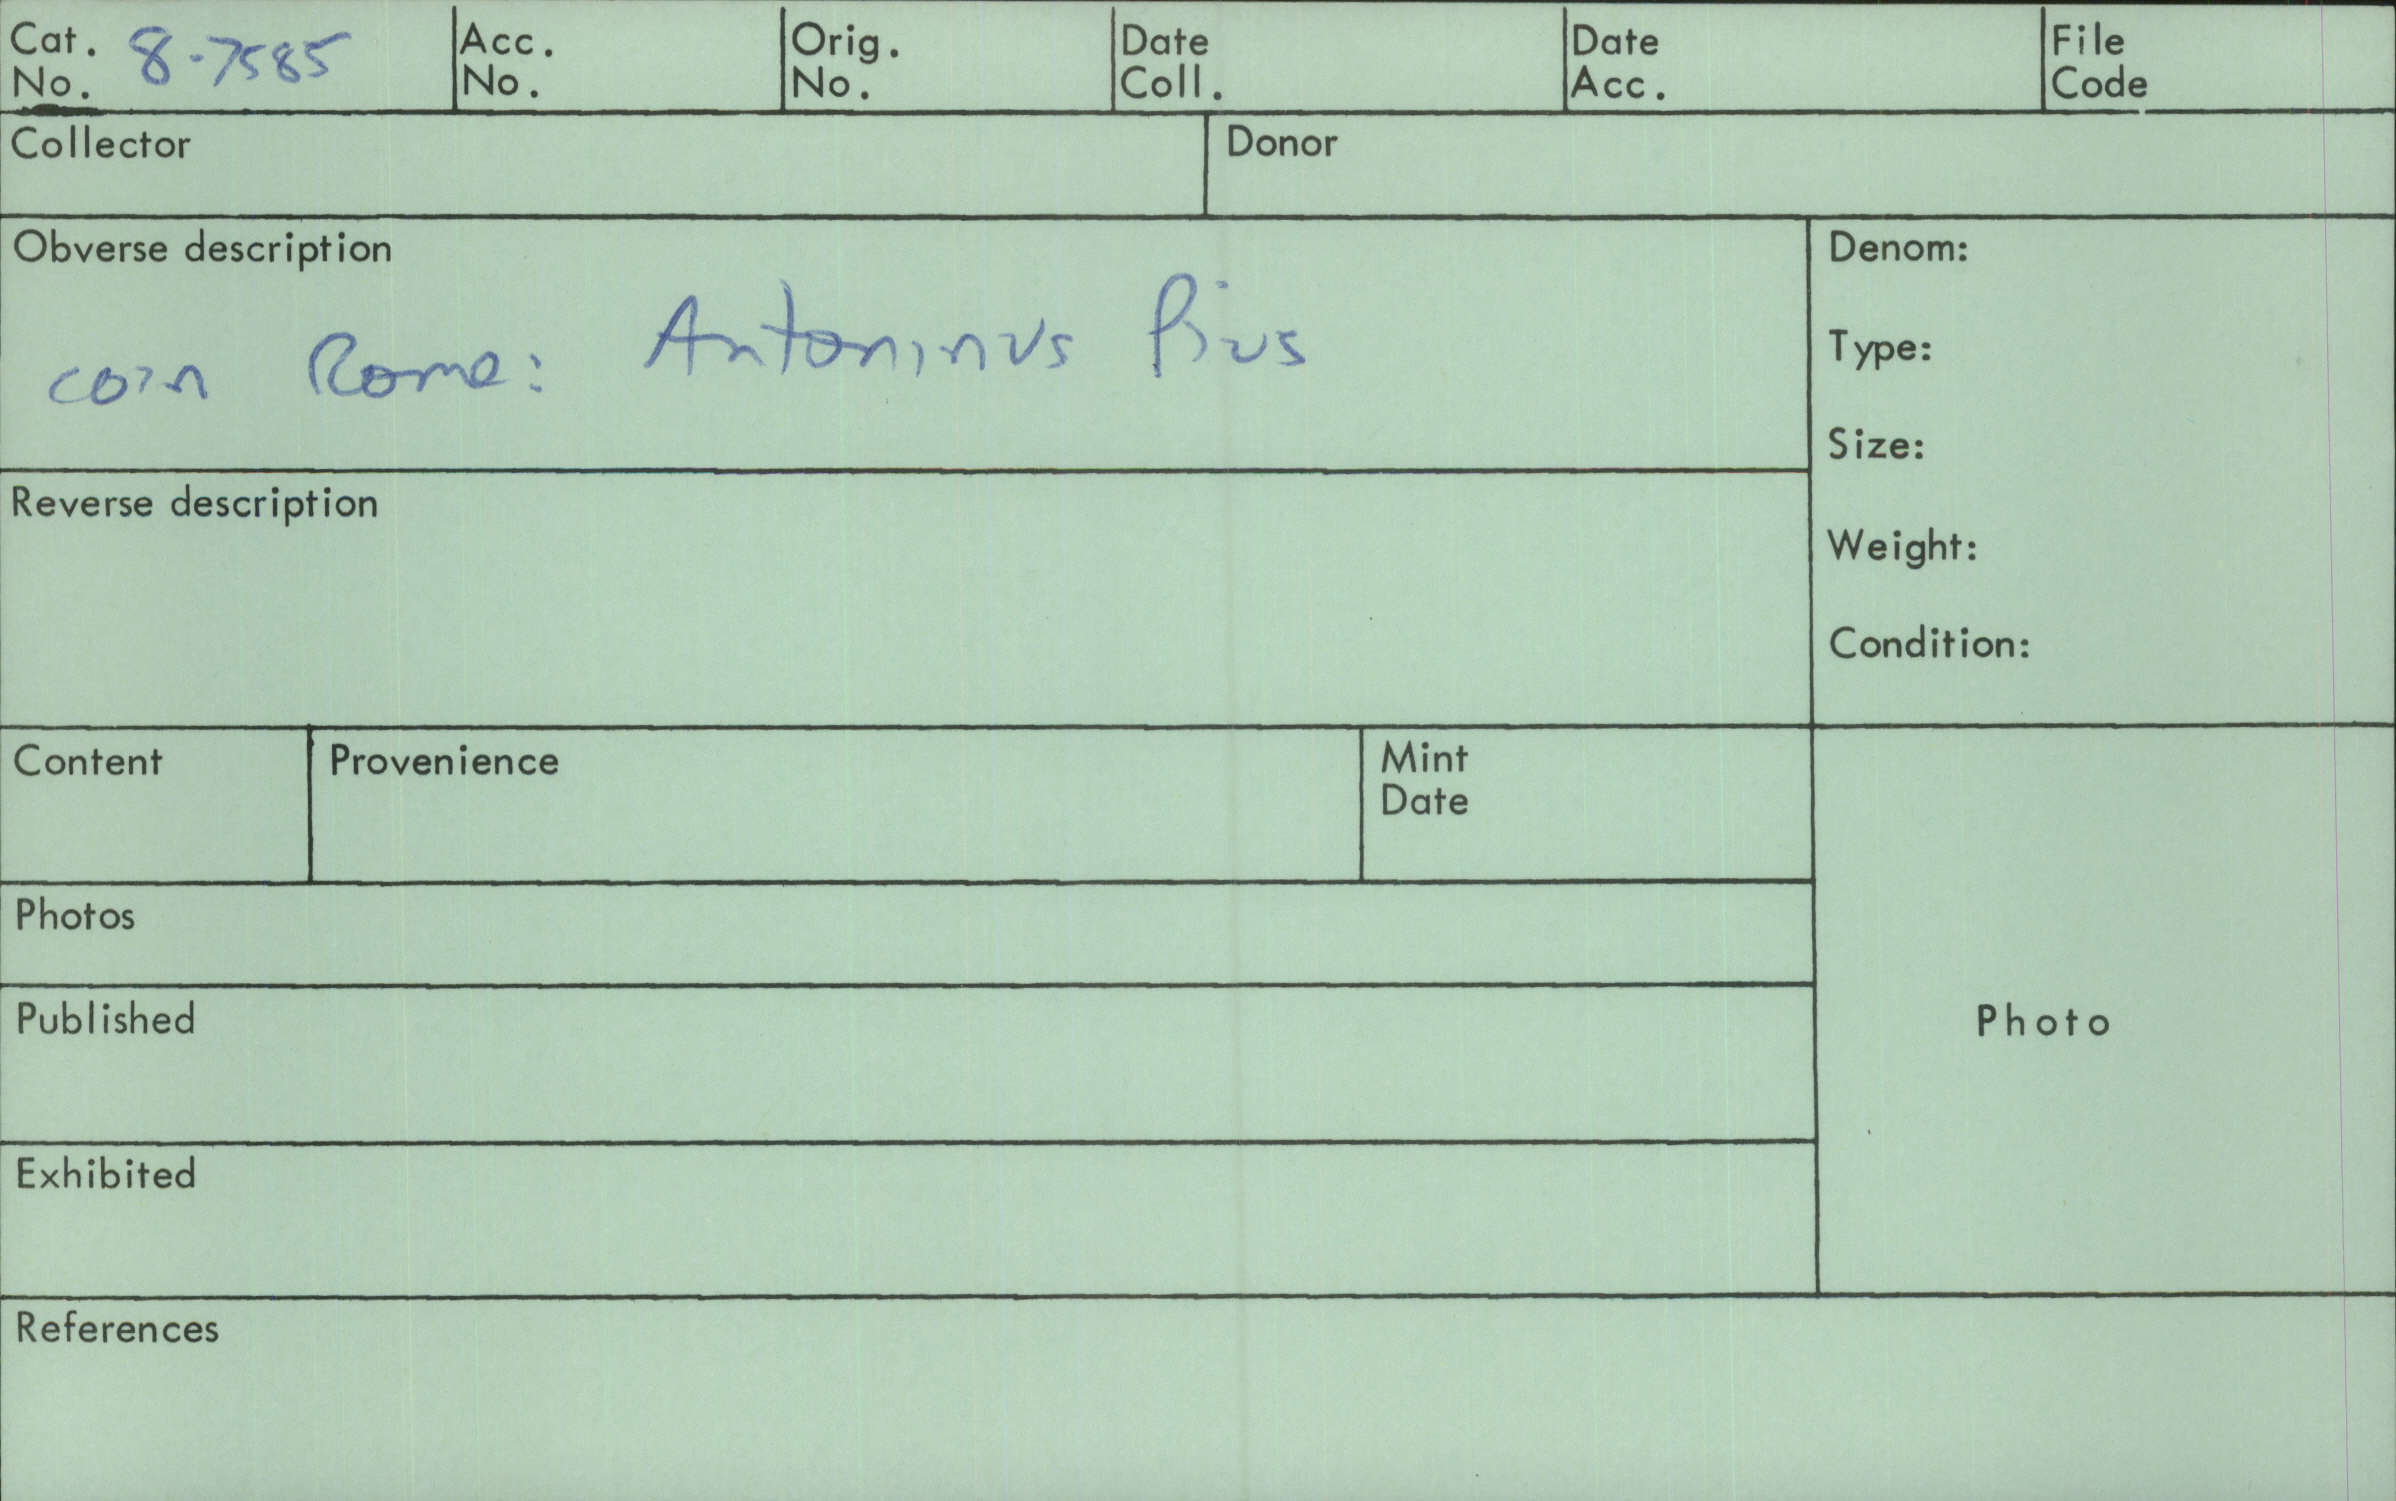 Cat. No. 8-7585
Acc. No.
Orig. No.
Date Coll.
Date Acc.
File Code
Collector
Donor
Obverse description
coin Rome: Antoninus Pius
Denom:
Type:
Size:
Weight:
Condition:
Reverse description
Content
Provenience
Mint Date
Photos
Published
Photo
Exhibited
References